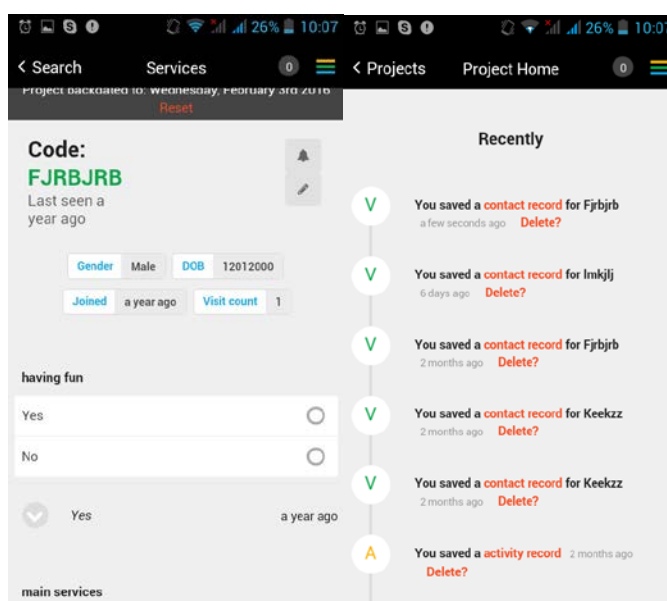 26% 10:07
< Search Services 0
Project backdated to: Wednesday, February 3rd 2016
Reset
Code:
FJRBJRB
Last seen a
year ago
Gender Male DOB 12012000
Joined a year ago Visit count 1
having fun
Yes
No
Yes a year ago
main services
26% 10:07
< Projects Project Home 0
Recently
V
You saved a contact record for Fjrbjrb
a few seconds ago Delete?
V
You saved a contact record for lmkjlj
6 days ago Delete?
V
You saved a contact record for Fjrbjrb
2 months ago Delete?
V
You saved a contact record for Keekzz
2 months ago Delete?
V
You saved a contact record for Keekzz
2 months ago Delete?
A
You saved a activity record 2 months ago
Delete?